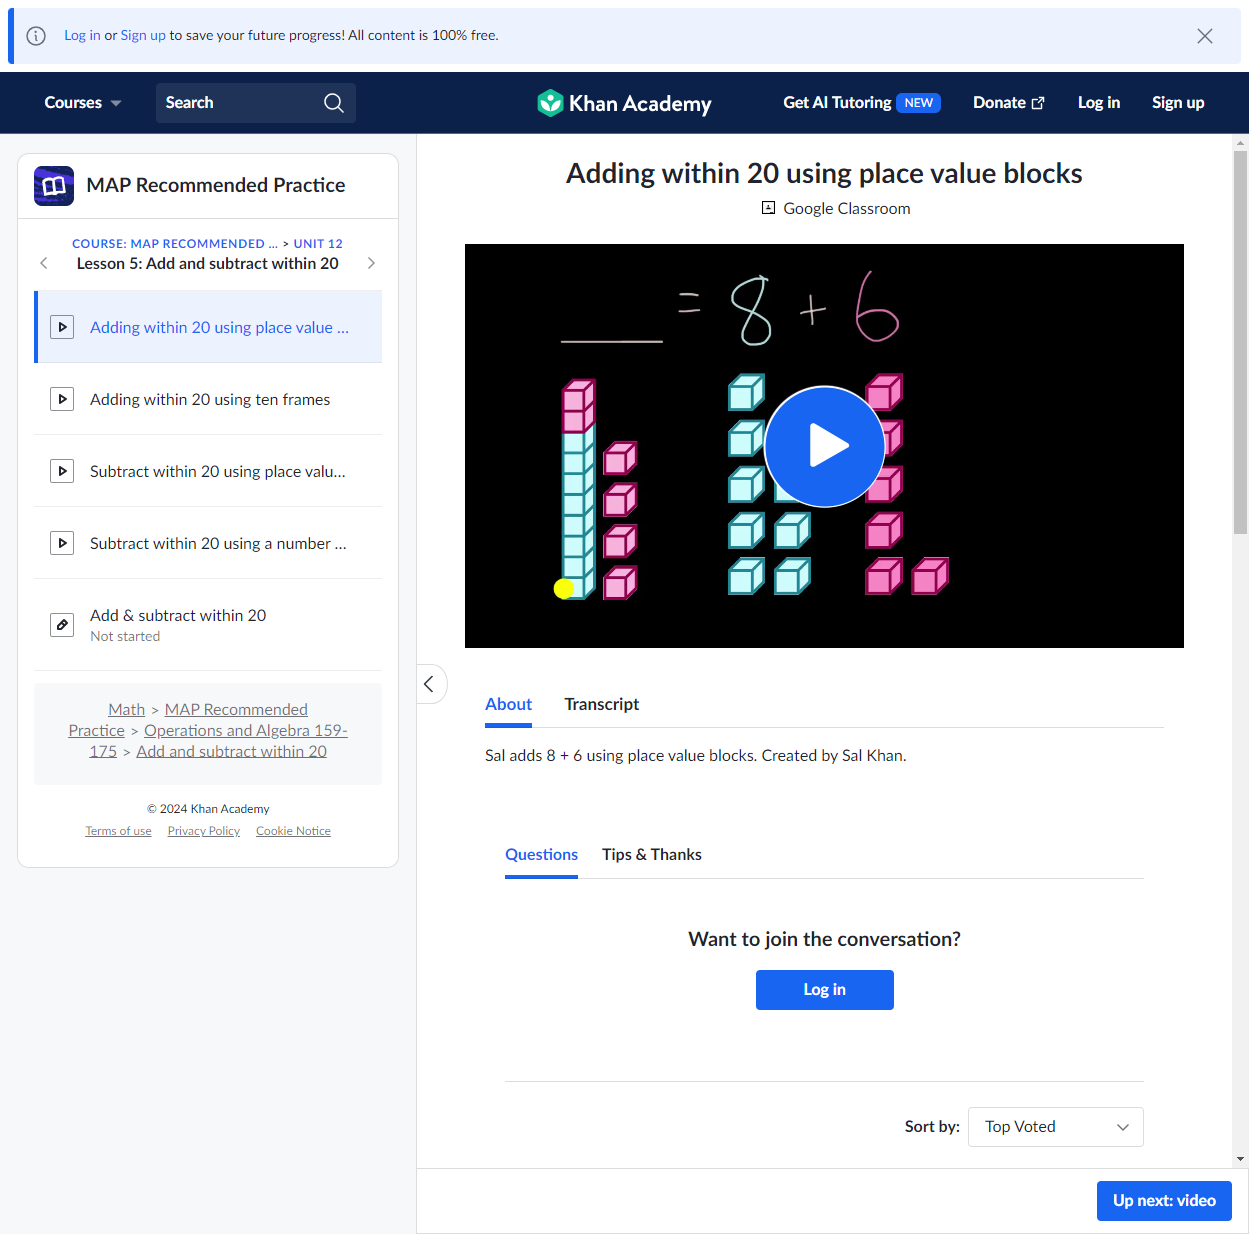 Log in or Sign up to save your future progress! All content is 100% free.
Courses
Search
Khan Academy
Get AI Tutoring NEW
Donate
Log in
Sign up
MAP Recommended Practice
COURSE: MAP RECOMMENDED ... > UNIT 12
Lesson 5: Add and subtract within 20
Adding within 20 using place value ...
Adding within 20 using ten frames
Subtract within 20 using place valu...
Subtract within 20 using a number ...
Add & subtract within 20
Not started
Math > MAP Recommended
Practice > Operations and Algebra 159-
175 > Add and subtract within 20
© 2024 Khan Academy
Terms of use Privacy Policy Cookie Notice
Adding within 20 using place value blocks
Google Classroom
____ = 8 + 6
About Transcript
Sal adds 8 + 6 using place value blocks. Created by Sal Khan.
Questions Tips & Thanks
Want to join the conversation?
Log in
Sort by: Top Voted
Up next: video